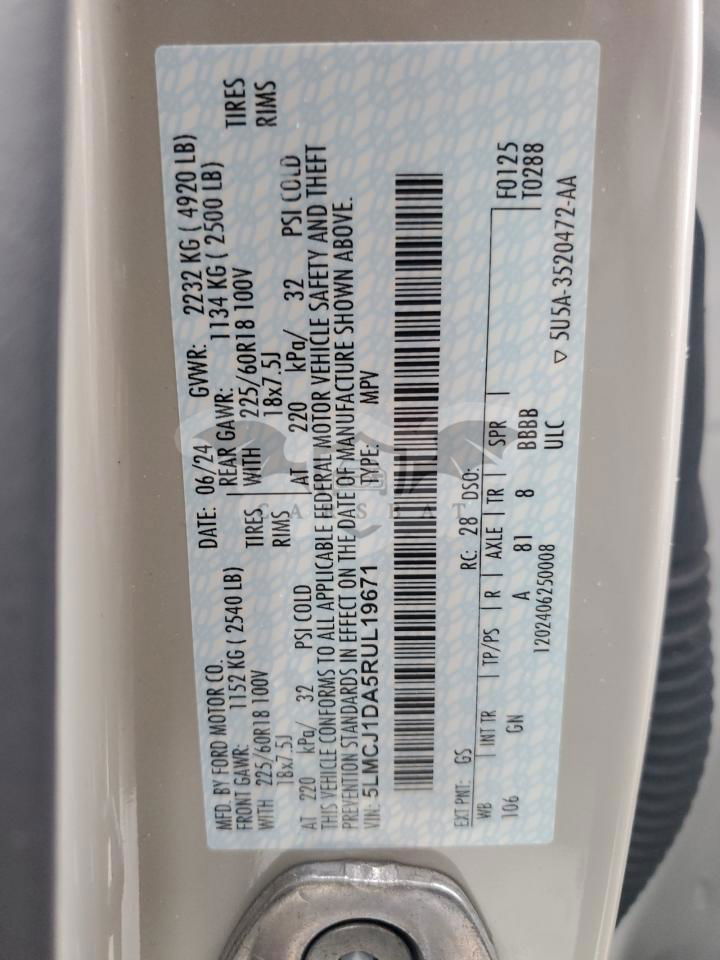 MFD. BY FORD MOTOR CO.
DATE: 06/24
GVWR: 2232 KG ( 4920 LB)
FRONT GAWR: 1152 KG ( 2540 LB)
REAR GAWR: 1134 KG ( 2500 LB)
WITH 225/60R18 100V TIRES
WITH 225/60R18 100V TIRES
18x7.5J RIMS
18x7.5J RIMS
AT 220 kPa/ 32 PSI COLD
AT 220 kPa/ 32 PSI COLD
THIS VEHICLE CONFORMS TO ALL APPLICABLE FEDERAL MOTOR VEHICLE SAFETY AND THEFT
PREVENTION STANDARDS IN EFFECT ON THE DATE OF MANUFACTURE SHOWN ABOVE.
VIN: 5LMCJ1DA5RUL19671
TYPE: MPV
EXT PNT: GS RC: 28 DSO:
WB INT TR TP/PS R AXLE TR SPR
F0125
106 GN A 81 8 BBBB
T0288
1202406250008 ULC
▽ 5U5A-3520472-AA
CARSBAT